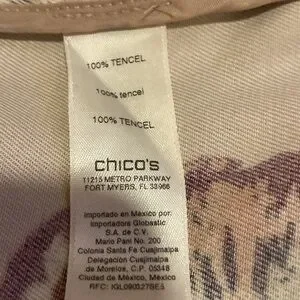 100% TENCEL
100% tencel
100% TENCEL
chico's
11215 METRO PARKWAY
FORT MYERS, FL 33966
Importado en México por:
Importadora Globastic
S.A. de C.V.
Mario Pani No. 200
Colonia Santa Fe Cuajimalpa
Delegación Cuajimalpa
de Morelos, C.P. 05348
Ciudad de México, México
RFC: